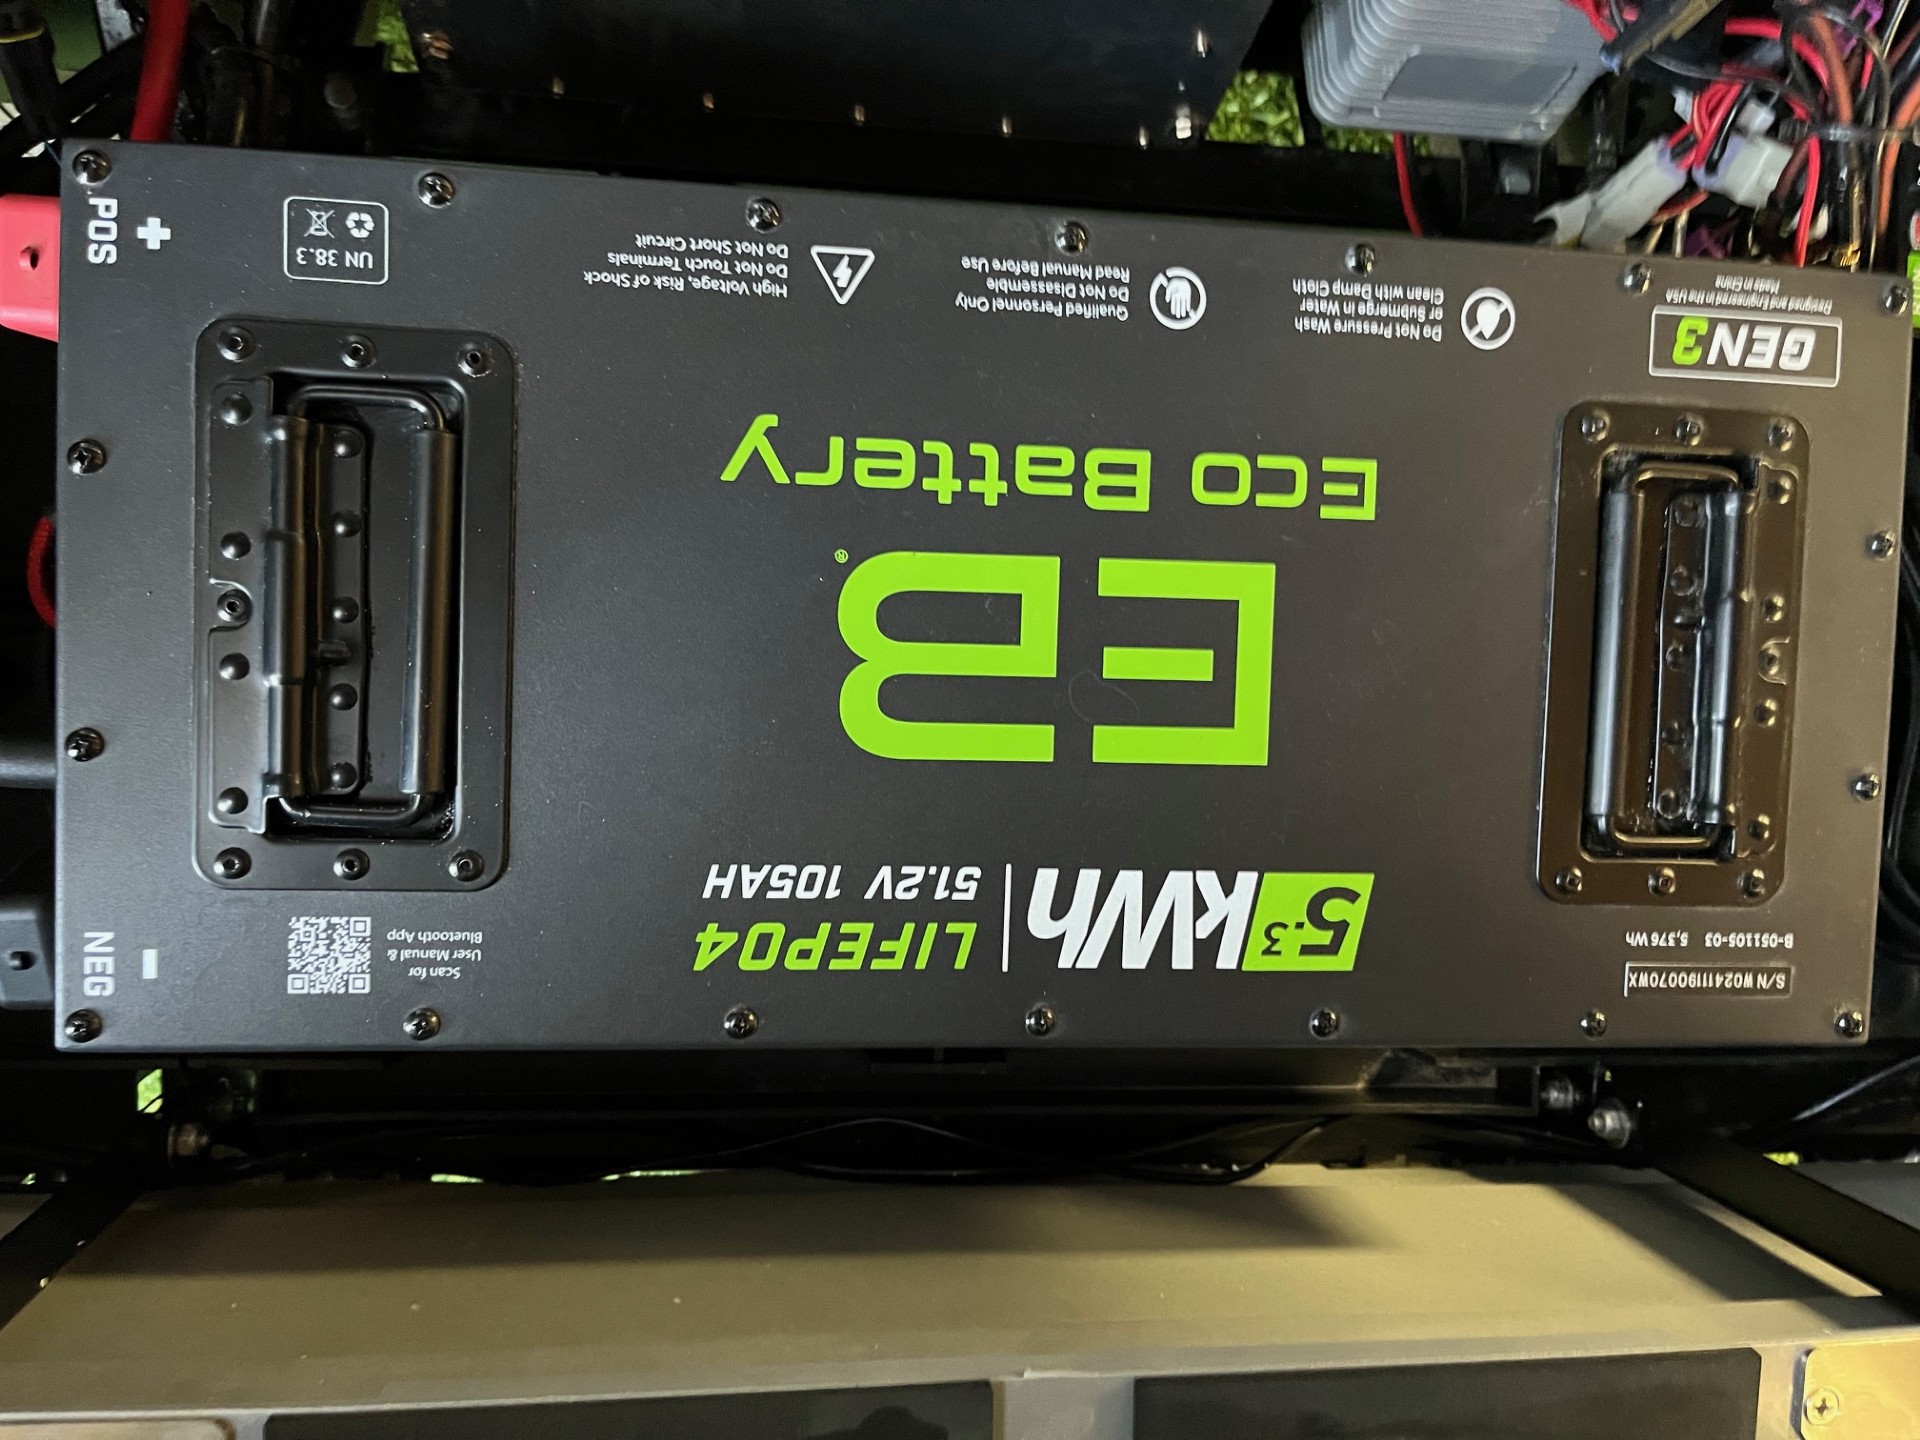 S/N W0241119O070WX
B-051105-03 5,376 Wh
5.3 kWh
LIFEPO4
51.2V 105AH
Scan for
User Manual &
Bluetooth App
NEG
-
EB®
Eco Battery
GEN3
Designed and Engineered in the USA
Made in China
Do Not Pressure Wash
or Submerge in Water
Clean with Damp Cloth
Qualified Personnel Only
Do Not Disassemble
Read Manual Before Use
High Voltage, Risk of Shock
Do Not Touch Terminals
Do Not Short Circuit
UN 38.3
POS
+